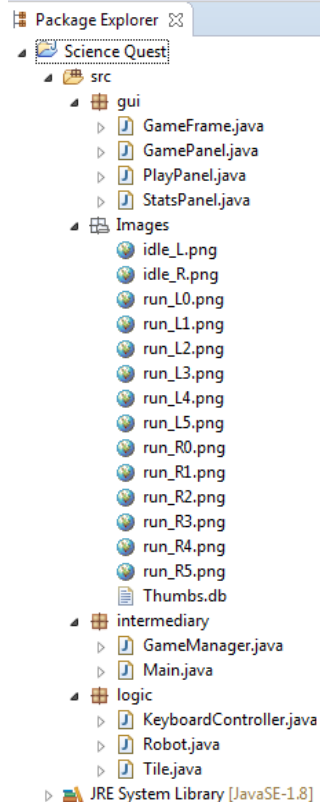 Package Explorer
Science Quest
src
gui
GameFrame.java
GamePanel.java
PlayPanel.java
StatsPanel.java
Images
idle_L.png
idle_R.png
run_L0.png
run_L1.png
run_L2.png
run_L3.png
run_L4.png
run_L5.png
run_R0.png
run_R1.png
run_R2.png
run_R3.png
run_R4.png
run_R5.png
Thumbs.db
intermediary
GameManager.java
Main.java
logic
KeyboardController.java
Robot.java
Tile.java
JRE System Library [JavaSE-1.8]